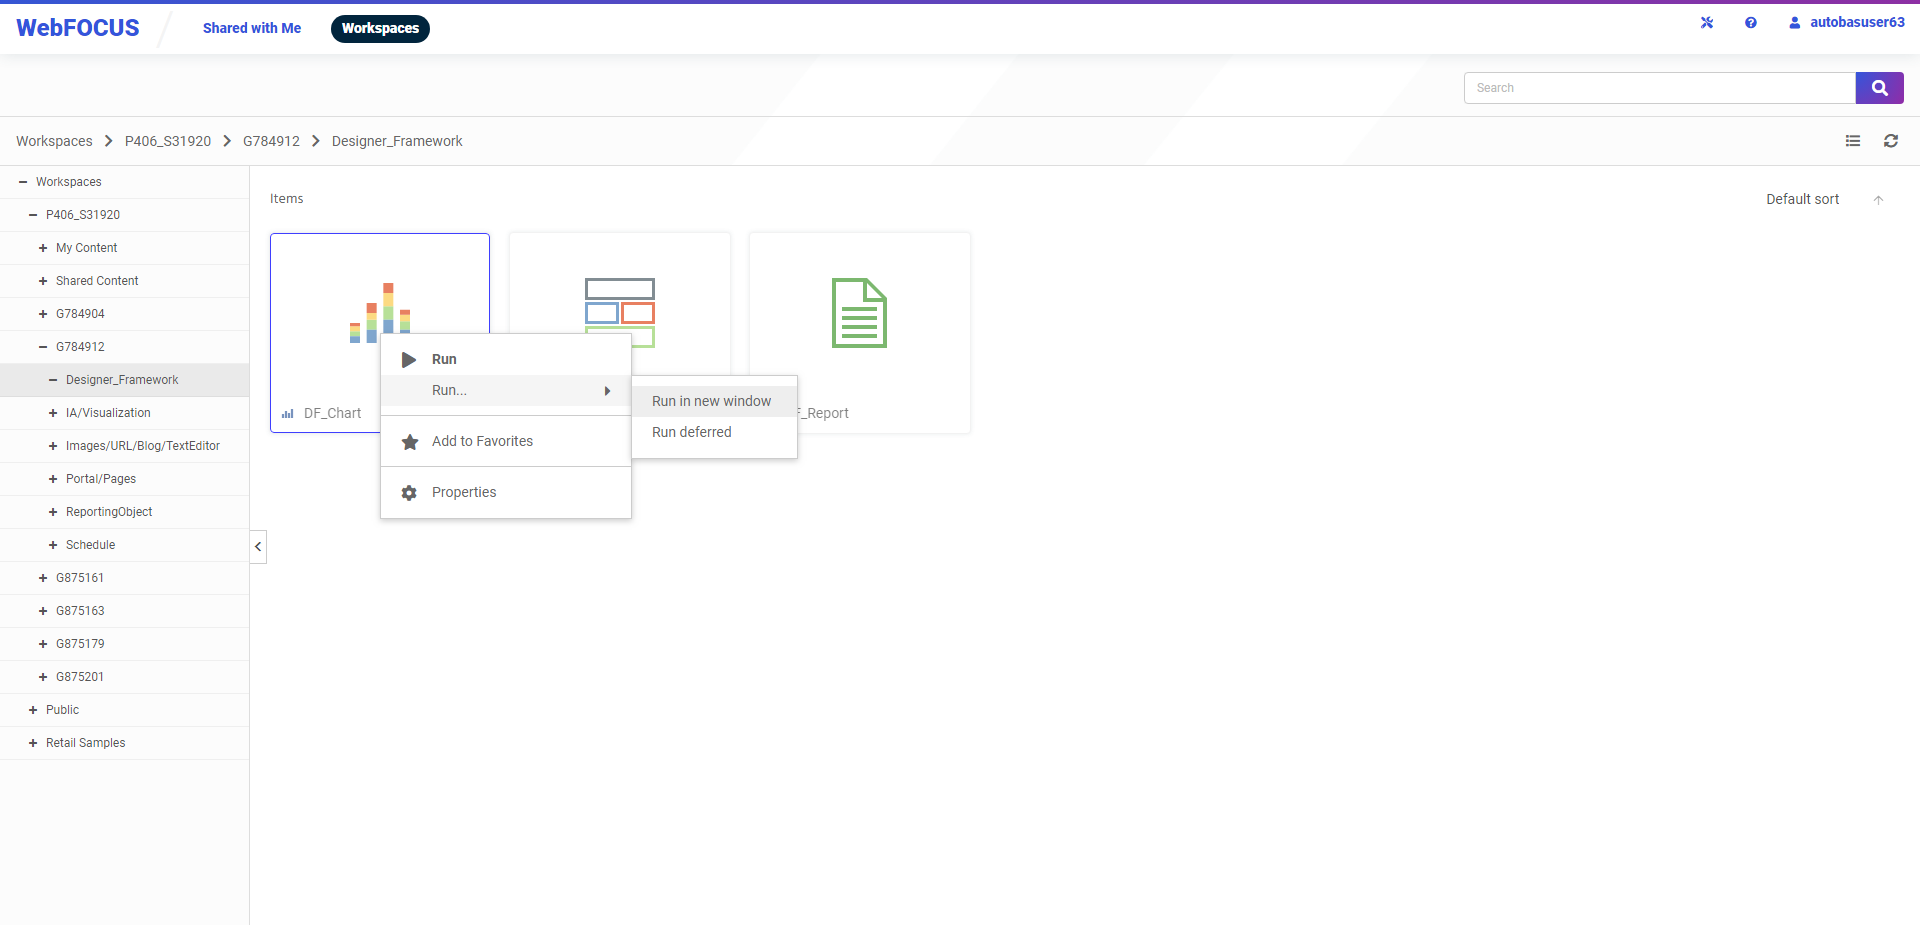 WebFOCUS
Shared with Me
Workspaces
autobasuser63
Search
Workspaces
P406_S31920
G784912
Designer_Framework
Workspaces
P406_S31920
My Content
Shared Content
G784904
G784912
Designer_Framework
IA/Visualization
Images/URL/Blog/TextEditor
Portal/Pages
ReportingObject
Schedule
G875161
G875163
G875179
G875201
Public
Retail Samples
Items
Default sort
DF_Chart
F_Report
Run
Run...
Add to Favorites
Properties
Run in new window
Run deferred